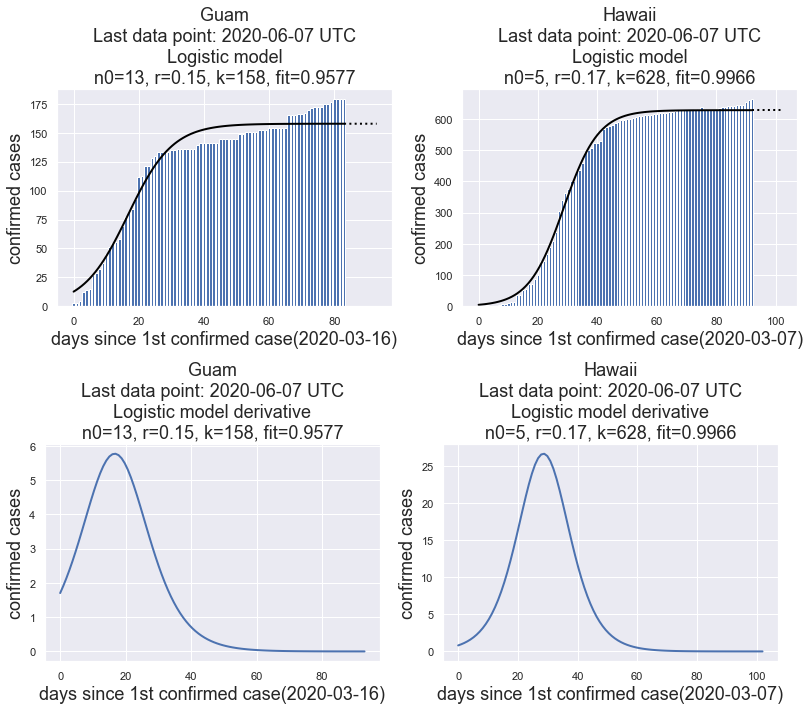 Guam
Last data point: 2020-06-07 UTC
Logistic model
n0=13, r=0.15, k=158, fit=0.9577
175
150
125
100
75
50
25
0
confirmed cases
0 20 40 60 80
days since 1st confirmed case(2020-03-16)
Hawaii
Last data point: 2020-06-07 UTC
Logistic model
n0=5, r=0.17, k=628, fit=0.9966
600
500
400
300
200
100
0
confirmed cases
0 20 40 60 80 100
days since 1st confirmed case(2020-03-07)
Guam
Last data point: 2020-06-07 UTC
Logistic model derivative
n0=13, r=0.15, k=158, fit=0.9577
6
5
4
3
2
1
0
confirmed cases
0 20 40 60 80
days since 1st confirmed case(2020-03-16)
Hawaii
Last data point: 2020-06-07 UTC
Logistic model derivative
n0=5, r=0.17, k=628, fit=0.9966
25
20
15
10
5
0
confirmed cases
0 20 40 60 80 100
days since 1st confirmed case(2020-03-07)